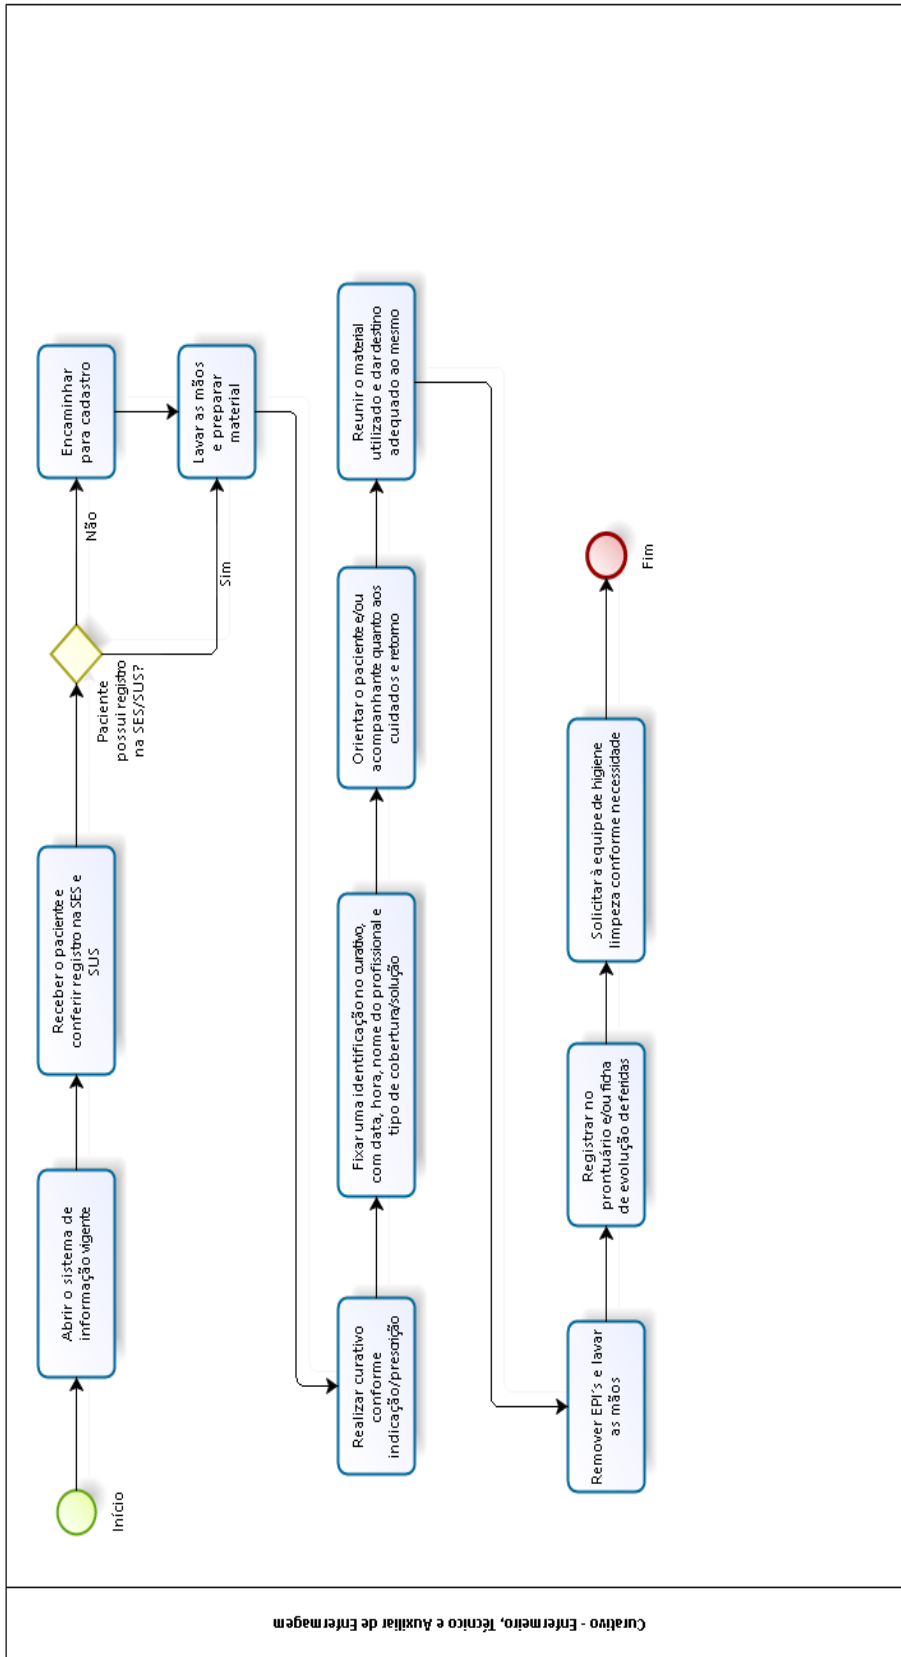 Curativo - Enfermeiro, Técnico e Auxiliar de Enfermagem
Início
Abrir o sistema de
informação vigente
Receber o paciente e
conferir registro na SES e
SUS
Paciente
possui registro
na SES/SUS?
Não
Encaminhar
para cadastro
Sim
Lavar as mãos
e preparar
material
Realizar curativo
conforme
indicação/prescrição
Fixar uma identificação no curativo,
com data, hora, nome do profissional e
tipo de cobertura/solução
Orientar o paciente e/ou
acompanhante quanto aos
cuidados e retorno
Reunir o material
utilizado e dar destino
adequado ao mesmo
Remover EPI's e lavar
as mãos
Registrar no
prontuário e/ou ficha
de evolução de feridas
Solicitar à equipe de higiene
limpeza conforme necessidade
Fim